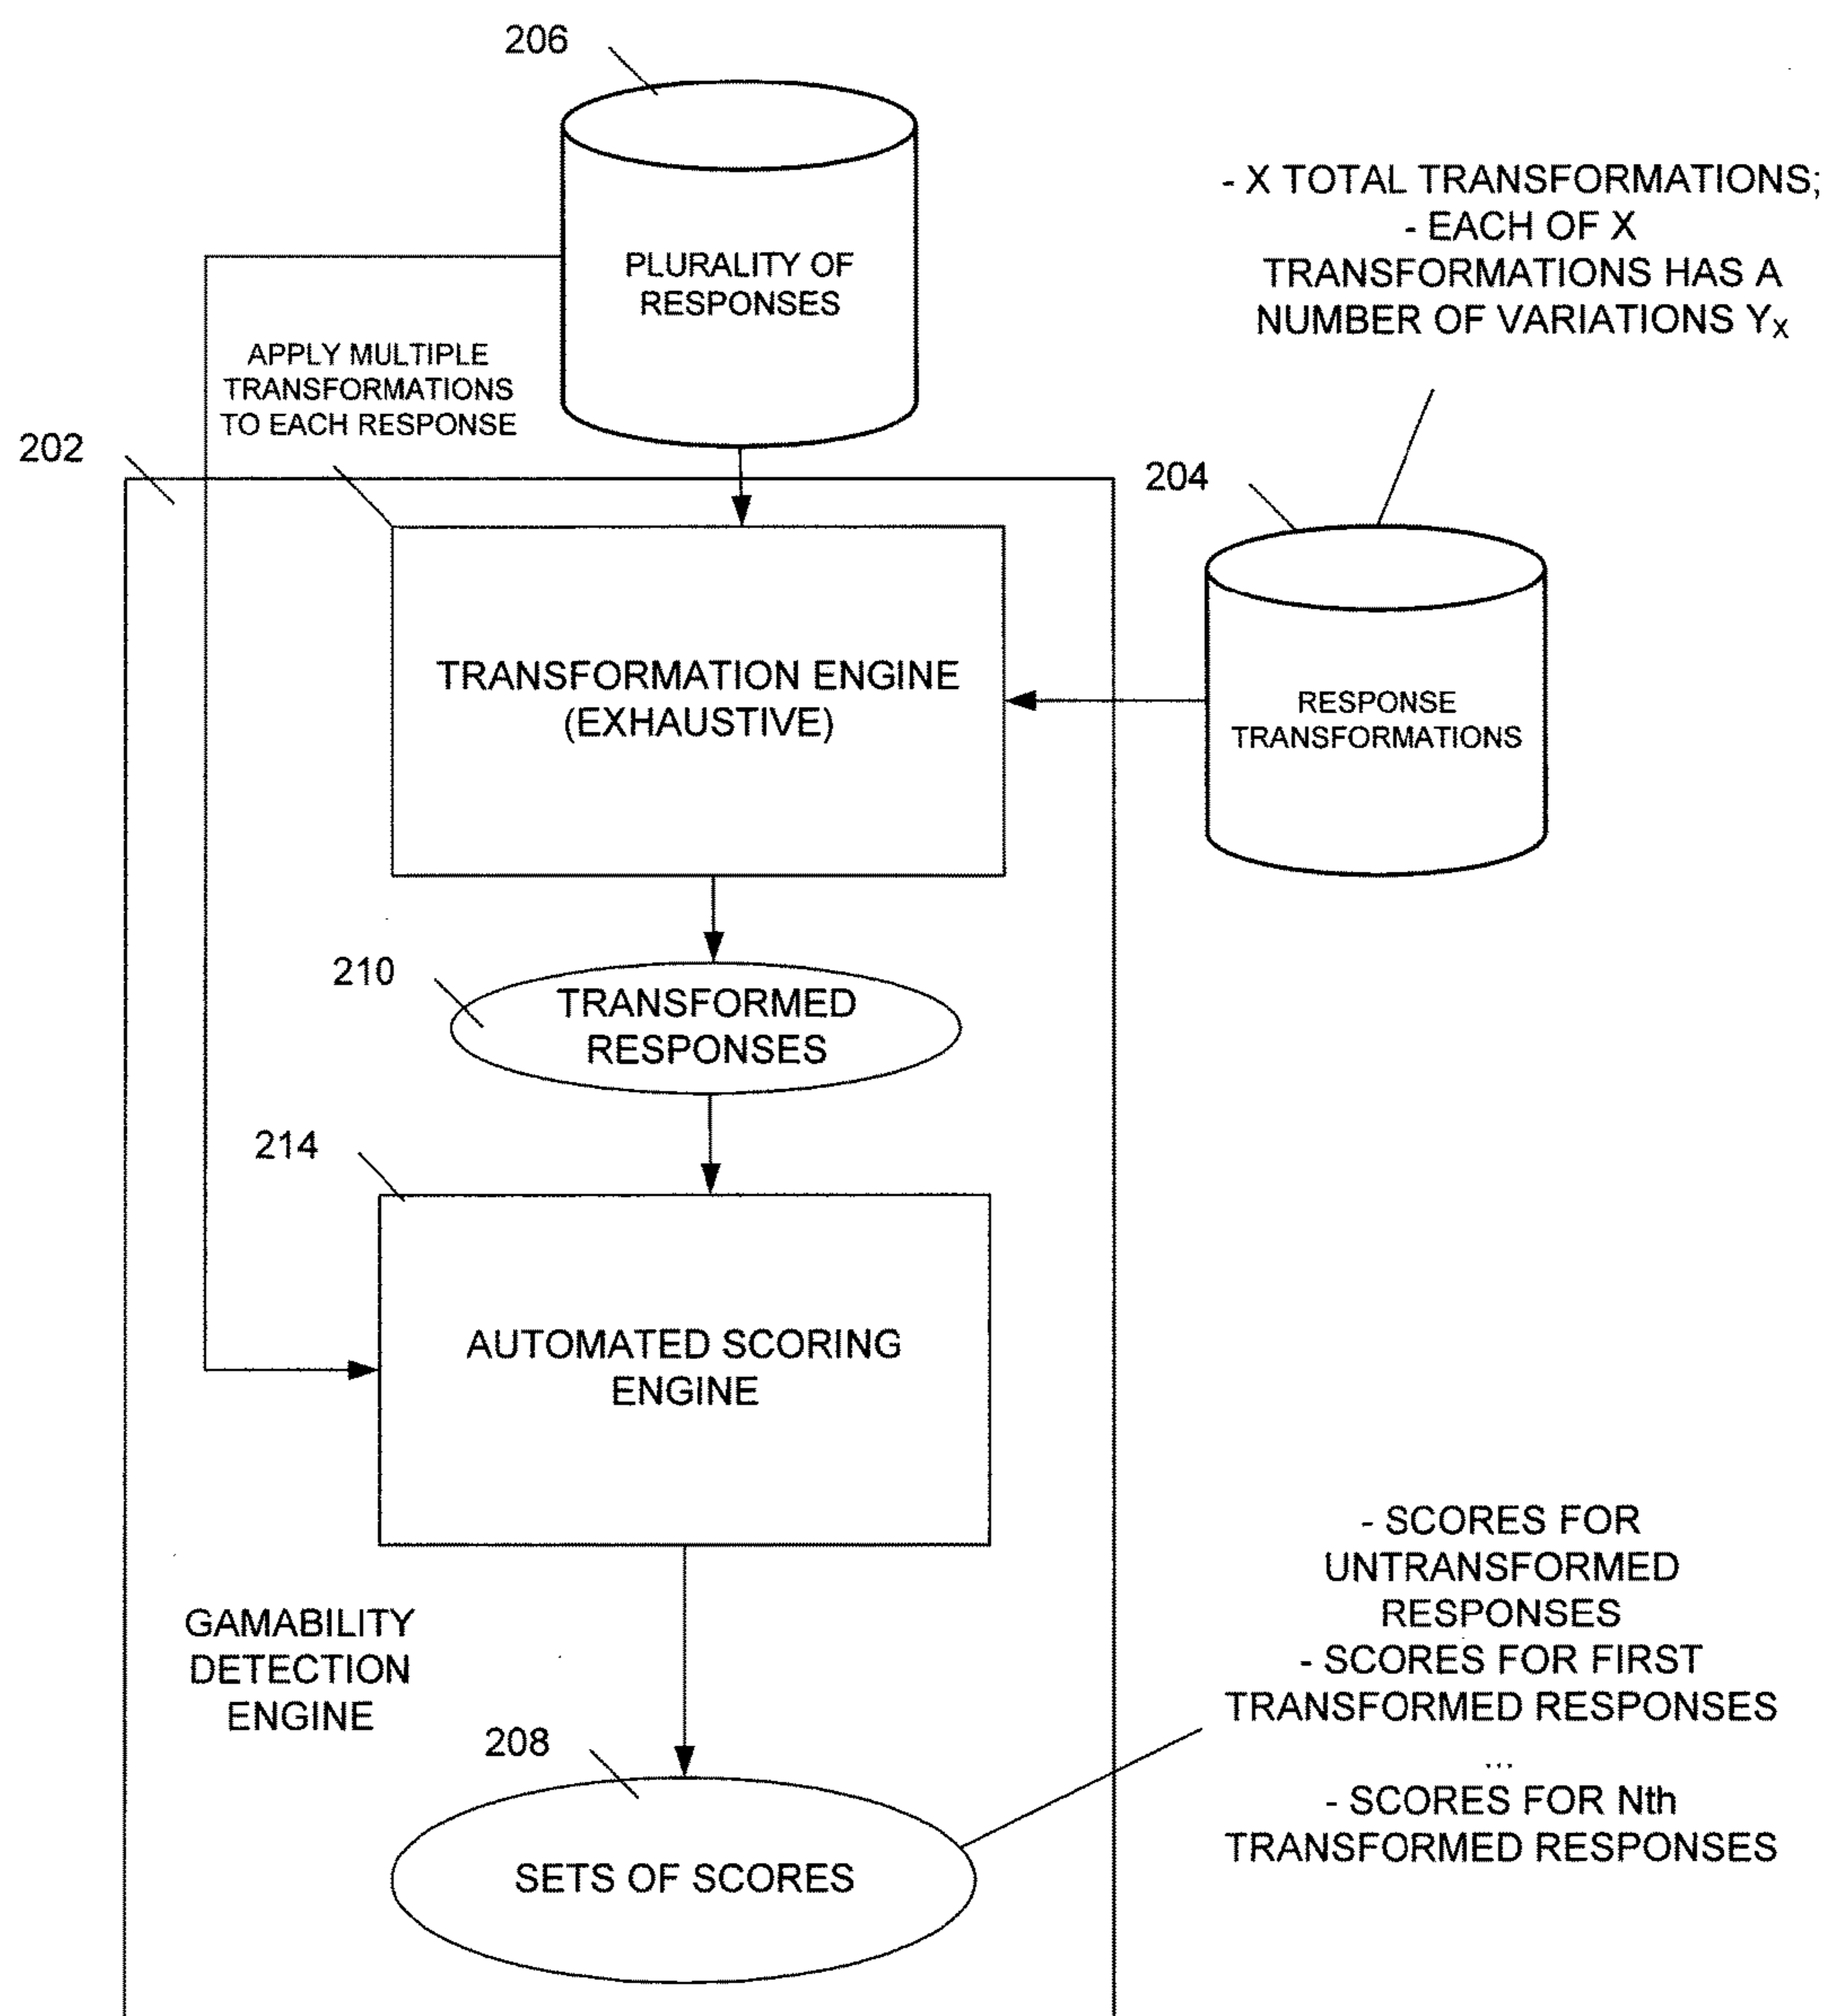 206
- X TOTAL TRANSFORMATIONS;
- EACH OF X
TRANSFORMATIONS HAS A
NUMBER OF VARIATIONS YX
PLURALITY OF
RESPONSES
APPLY MULTIPLE
TRANSFORMATIONS
TO EACH RESPONSE
202
204
TRANSFORMATION ENGINE
(EXHAUSTIVE)
RESPONSE
TRANSFORMATIONS
210
TRANSFORMED
RESPONSES
214
AUTOMATED SCORING
ENGINE
GAMABILITY
DETECTION
ENGINE
- SCORES FOR
UNTRANSFORMED
RESPONSES
- SCORES FOR FIRST
TRANSFORMED RESPONSES
...
- SCORES FOR Nth
TRANSFORMED RESPONSES
208
SETS OF SCORES